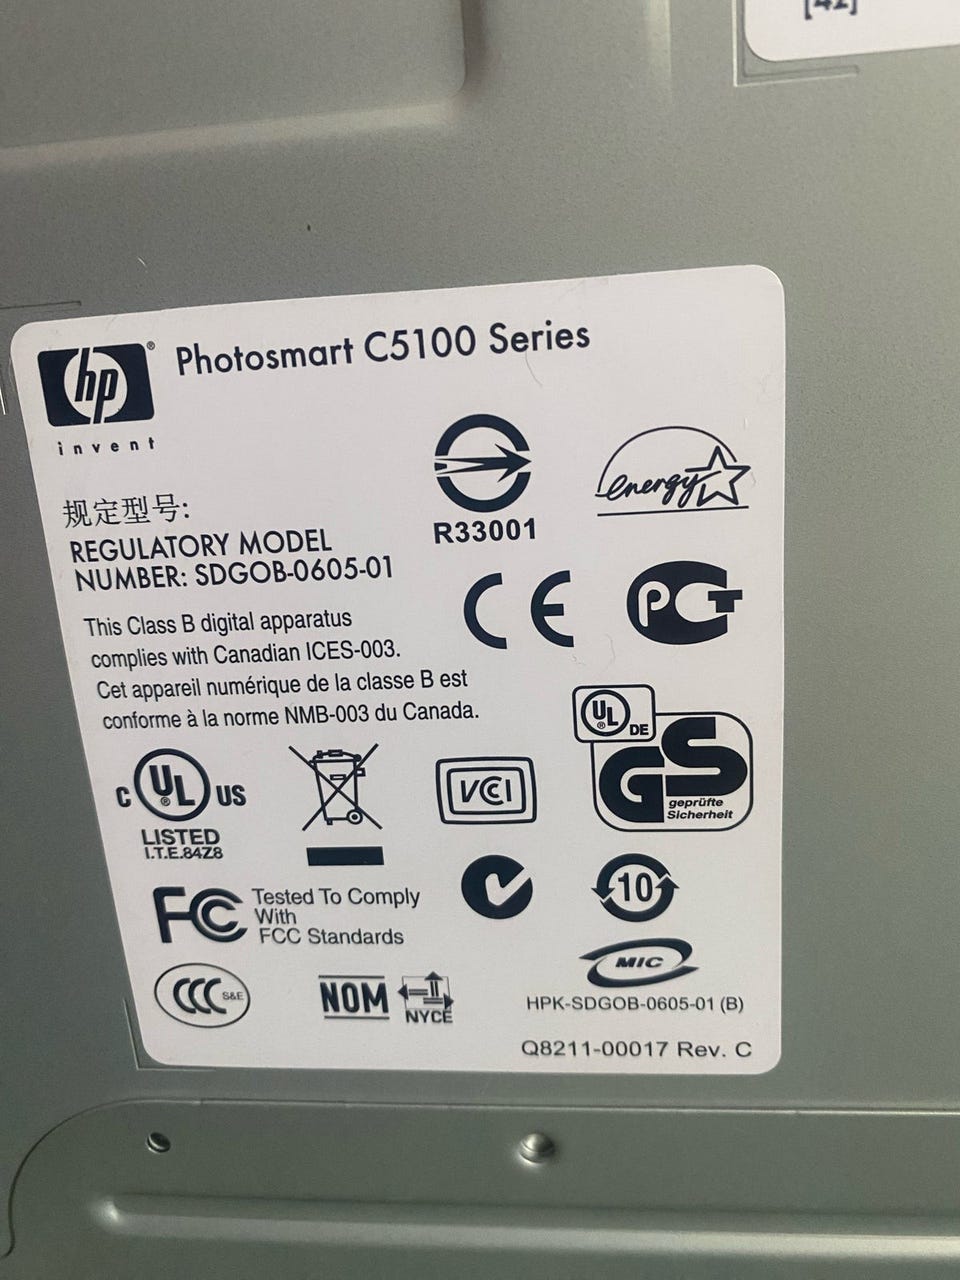 [42]
hp®
invent
Photosmart C5100 Series
规定型号:
REGULATORY MODEL
NUMBER: SDGOB-0605-01
R33001
energy
This Class B digital apparatus
complies with Canadian ICES-003.
Cet appareil numérique de la classe B est
conforme à la norme NMB-003 du Canada.
CE
PCT
C UL® US
LISTED
I.T.E.84Z8
VCI
UL® DE
GS
geprüfte
Sicherheit
FC
Tested To Comply
With
FCC Standards
10
CCC S&E
NOM
NYCE
MIC
HPK-SDGOB-0605-01 (B)
Q8211-00017 Rev. C